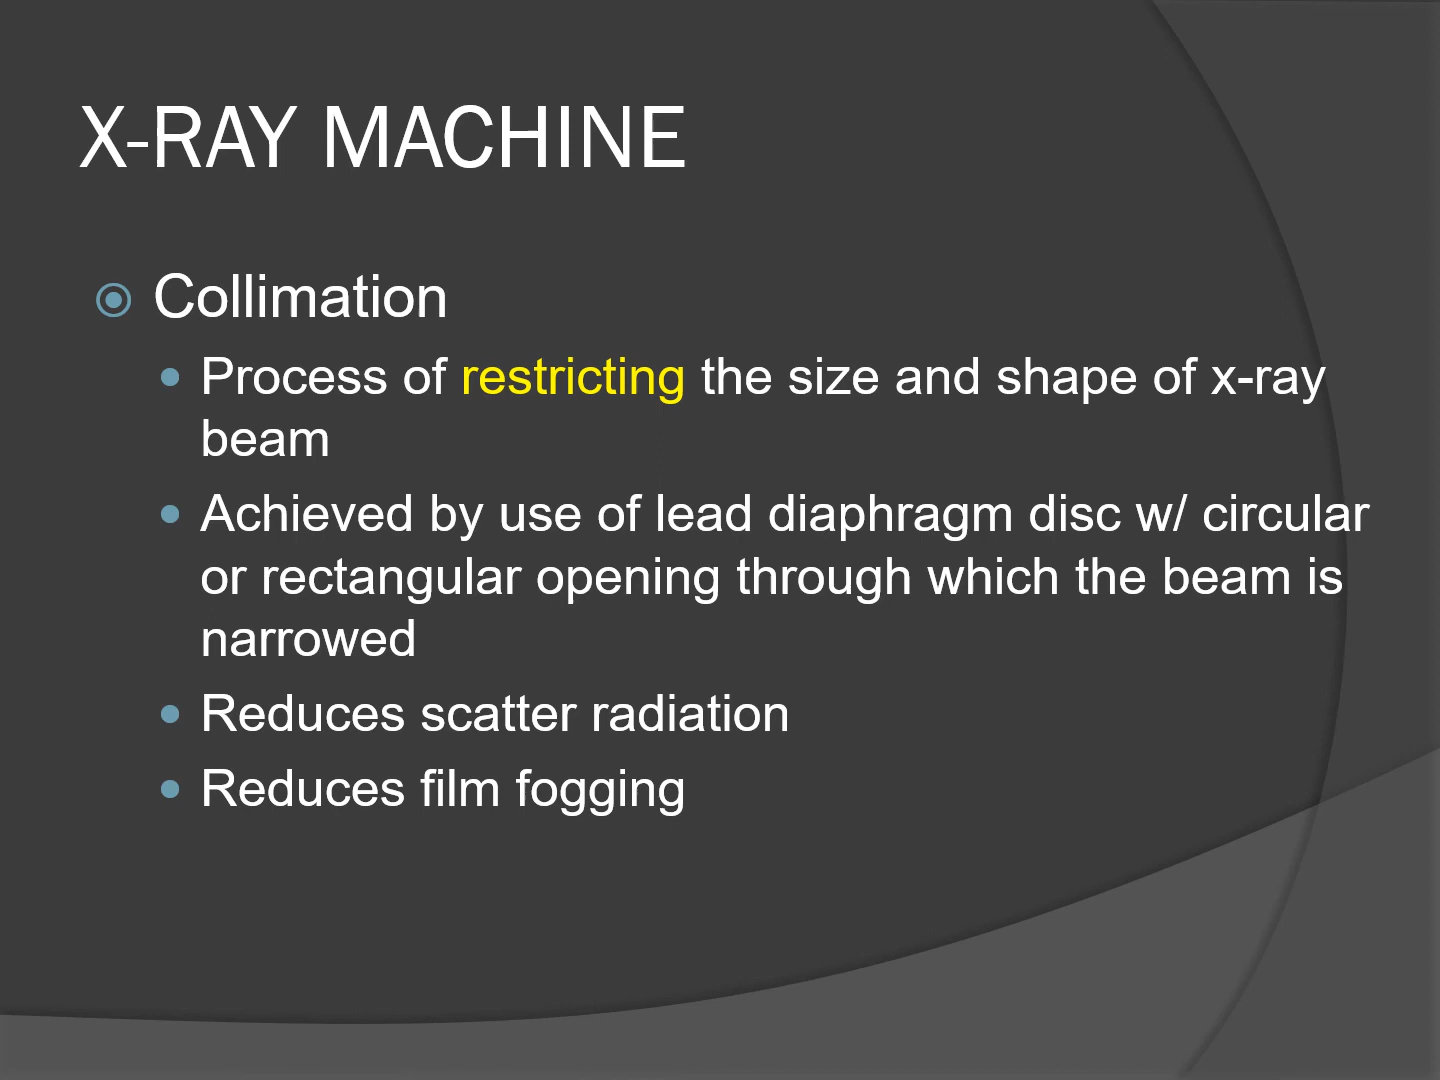 X-RAY MACHINE
Collimation
Process of restricting the size and shape of x-ray
beam
Achieved by use of lead diaphragm disc w/ circular
or rectangular opening through which the beam is
narrowed
Reduces scatter radiation
Reduces film fogging